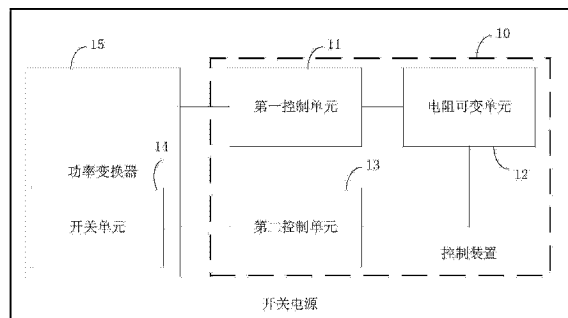 15
11
10
第一控制单元
电阻可变单元
14
13
12
功率变换器
开关单元
第二控制单元
控制装置
开关电源